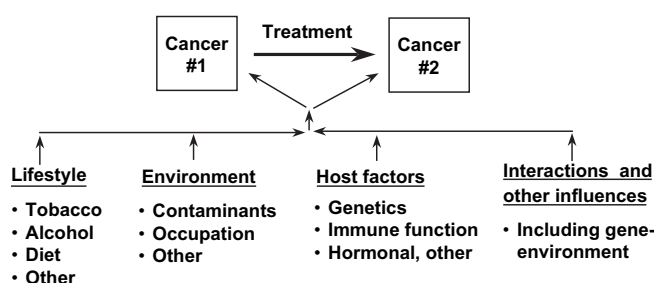 Treatment
Cancer
#1
Cancer
#2
Lifestyle
• Tobacco
• Alcohol
• Diet
• Other
Environment
• Contaminants
• Occupation
• Other
Host factors
• Genetics
• Immune function
• Hormonal, other
Interactions and
other influences
• Including gene-
environment